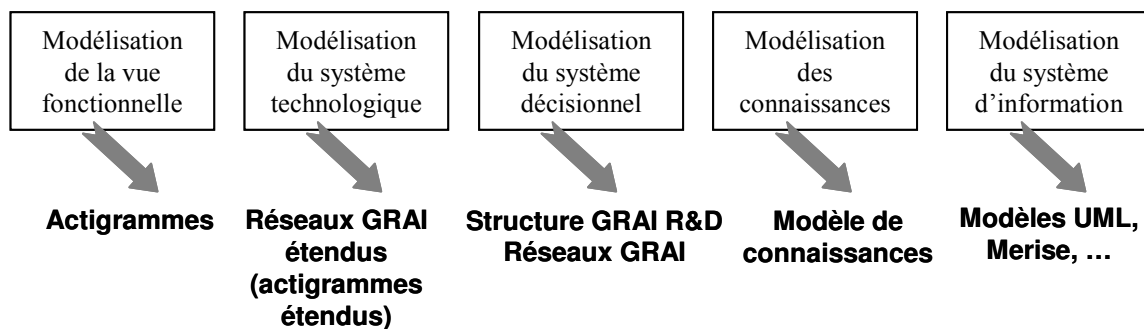 Modélisation
de la vue
fonctionnelle
Modélisation
du système
technologique
Modélisation
du système
décisionnel
Modélisation
des
connaissances
Modélisation
du système
d’information
Actigrammes
Réseaux GRAI
étendus
(actigrammes
étendus)
Structure GRAI R&D
Réseaux GRAI
Modèle de
connaissances
Modèles UML,
Merise, …